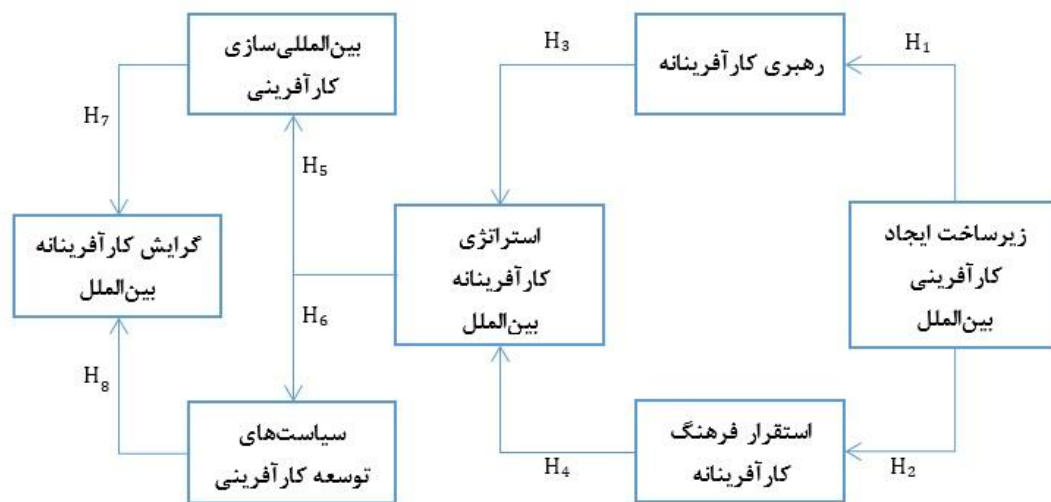 زیرساخت ایجاد
کارآفرینی
بین‌الملل
H₁
H₂
رهبری کارآفرینانه
استقرار فرهنگ
کارآفرینانه
H₃
H₄
استراتژی
کارآفرینانه
بین‌الملل
H₅
H₆
بین‌المللی‌سازی
کارآفرینی
سیاست‌های
توسعه کارآفرینی
H₇
H₈
گرایش کارآفرینانه
بین‌الملل